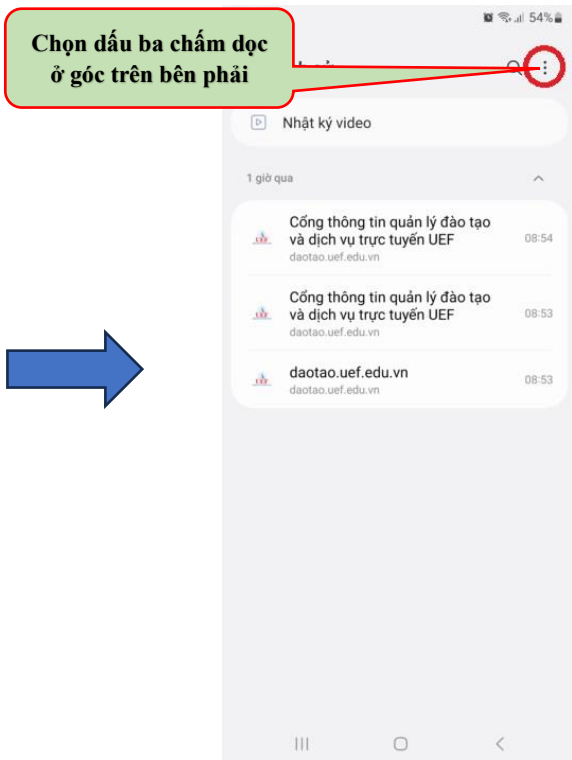 54%
Chọn dấu ba chấm dọc
ở góc trên bên phải
Nhật ký video
1 giờ qua
Cổng thông tin quản lý đào tạo
và dịch vụ trực tuyến UEF
daotao.uef.edu.vn
08:54
Cổng thông tin quản lý đào tạo
và dịch vụ trực tuyến UEF
daotao.uef.edu.vn
08:53
daotao.uef.edu.vn
daotao.uef.edu.vn
08:53